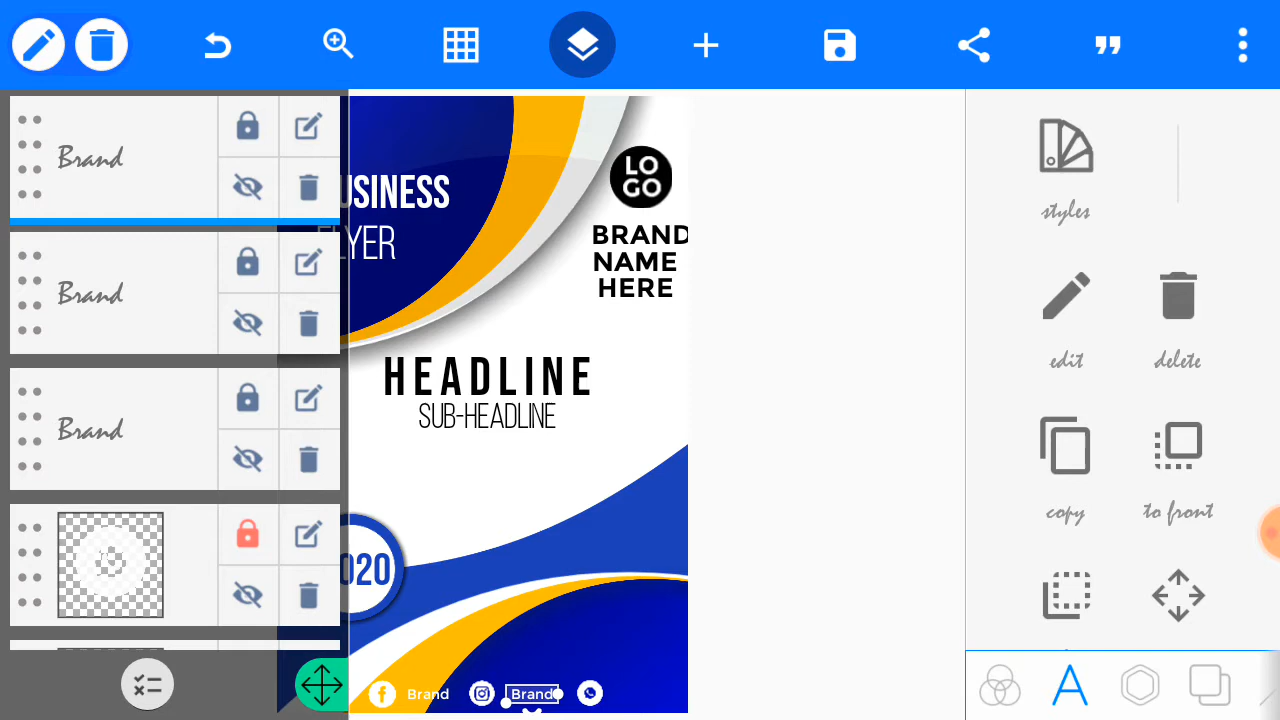 Brand
Brand
Brand
USINESS
FLYER
LO
GO
BRAND
NAME
HERE
HEADLINE
SUB-HEADLINE
020
Brand
Brand
styles
edit
delete
copy
to front